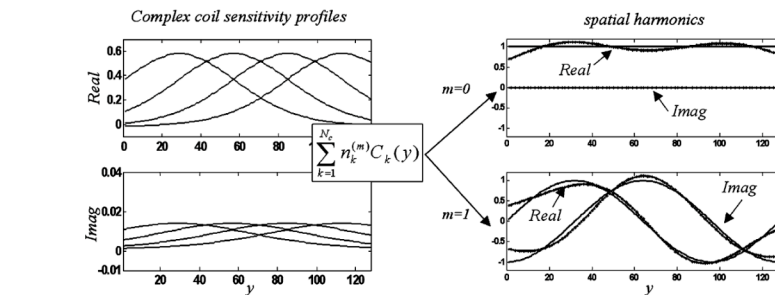 Complex coil sensitivity profiles
spatial harmonics
Real
0.6
0.4
0.2
0
0 20 40 60 80 100
m=0
1
0.5
0
-0.5
-1
Real
Imag
0 20 40 60 80 100 120
\sum_{k=1}^{N_c} n_k^{(m)} C_k(y)
Imag
0.04
0.02
0
-0.01
20 40 60 80 100 120
y
m=1
1
0.5
0
-0.5
-1
Real
Imag
0 20 40 60 80 100 120
y